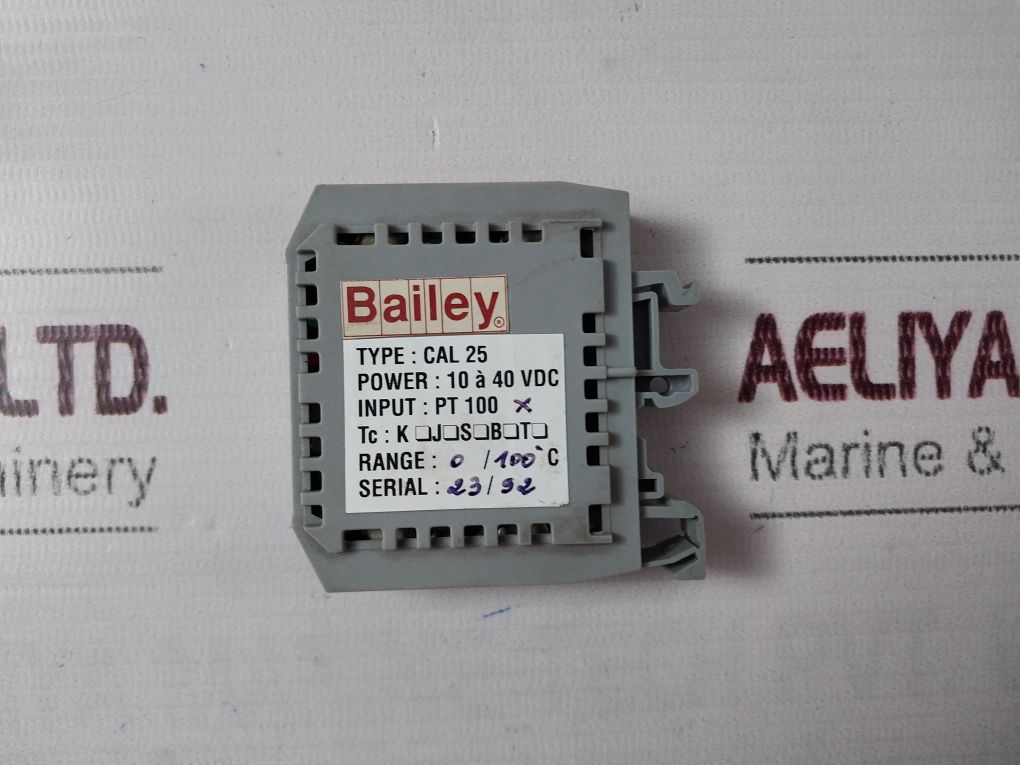 Bailey®
TYPE : CAL 25
POWER : 10 à 40 VDC
INPUT : PT 100 x
Tc : K ☐J☐S☐B☐T☐
RANGE : 0 / 100° C
SERIAL : 23/92
LTD.
AELIYA
Marine &